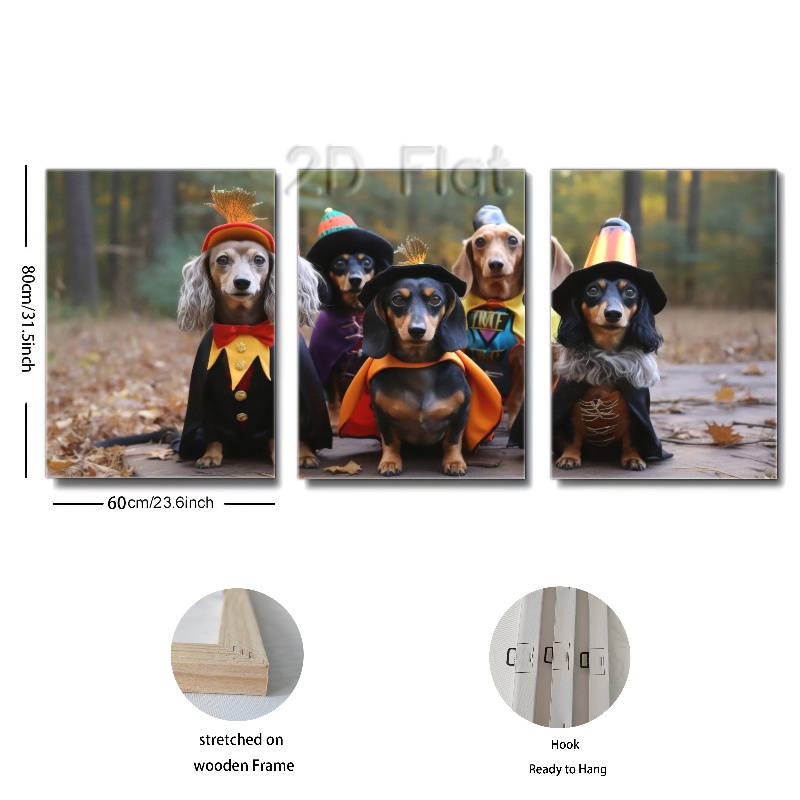 2D Flat
80cm/31.5inch
60cm/23.6inch
stretched on
wooden Frame
Hook
Ready to Hang